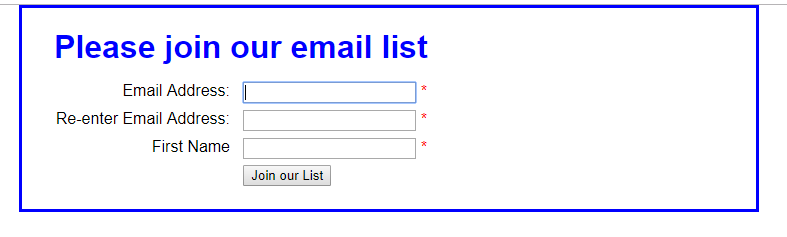 Please join our email list
Email Address: *
Re-enter Email Address: *
First Name *
Join our List